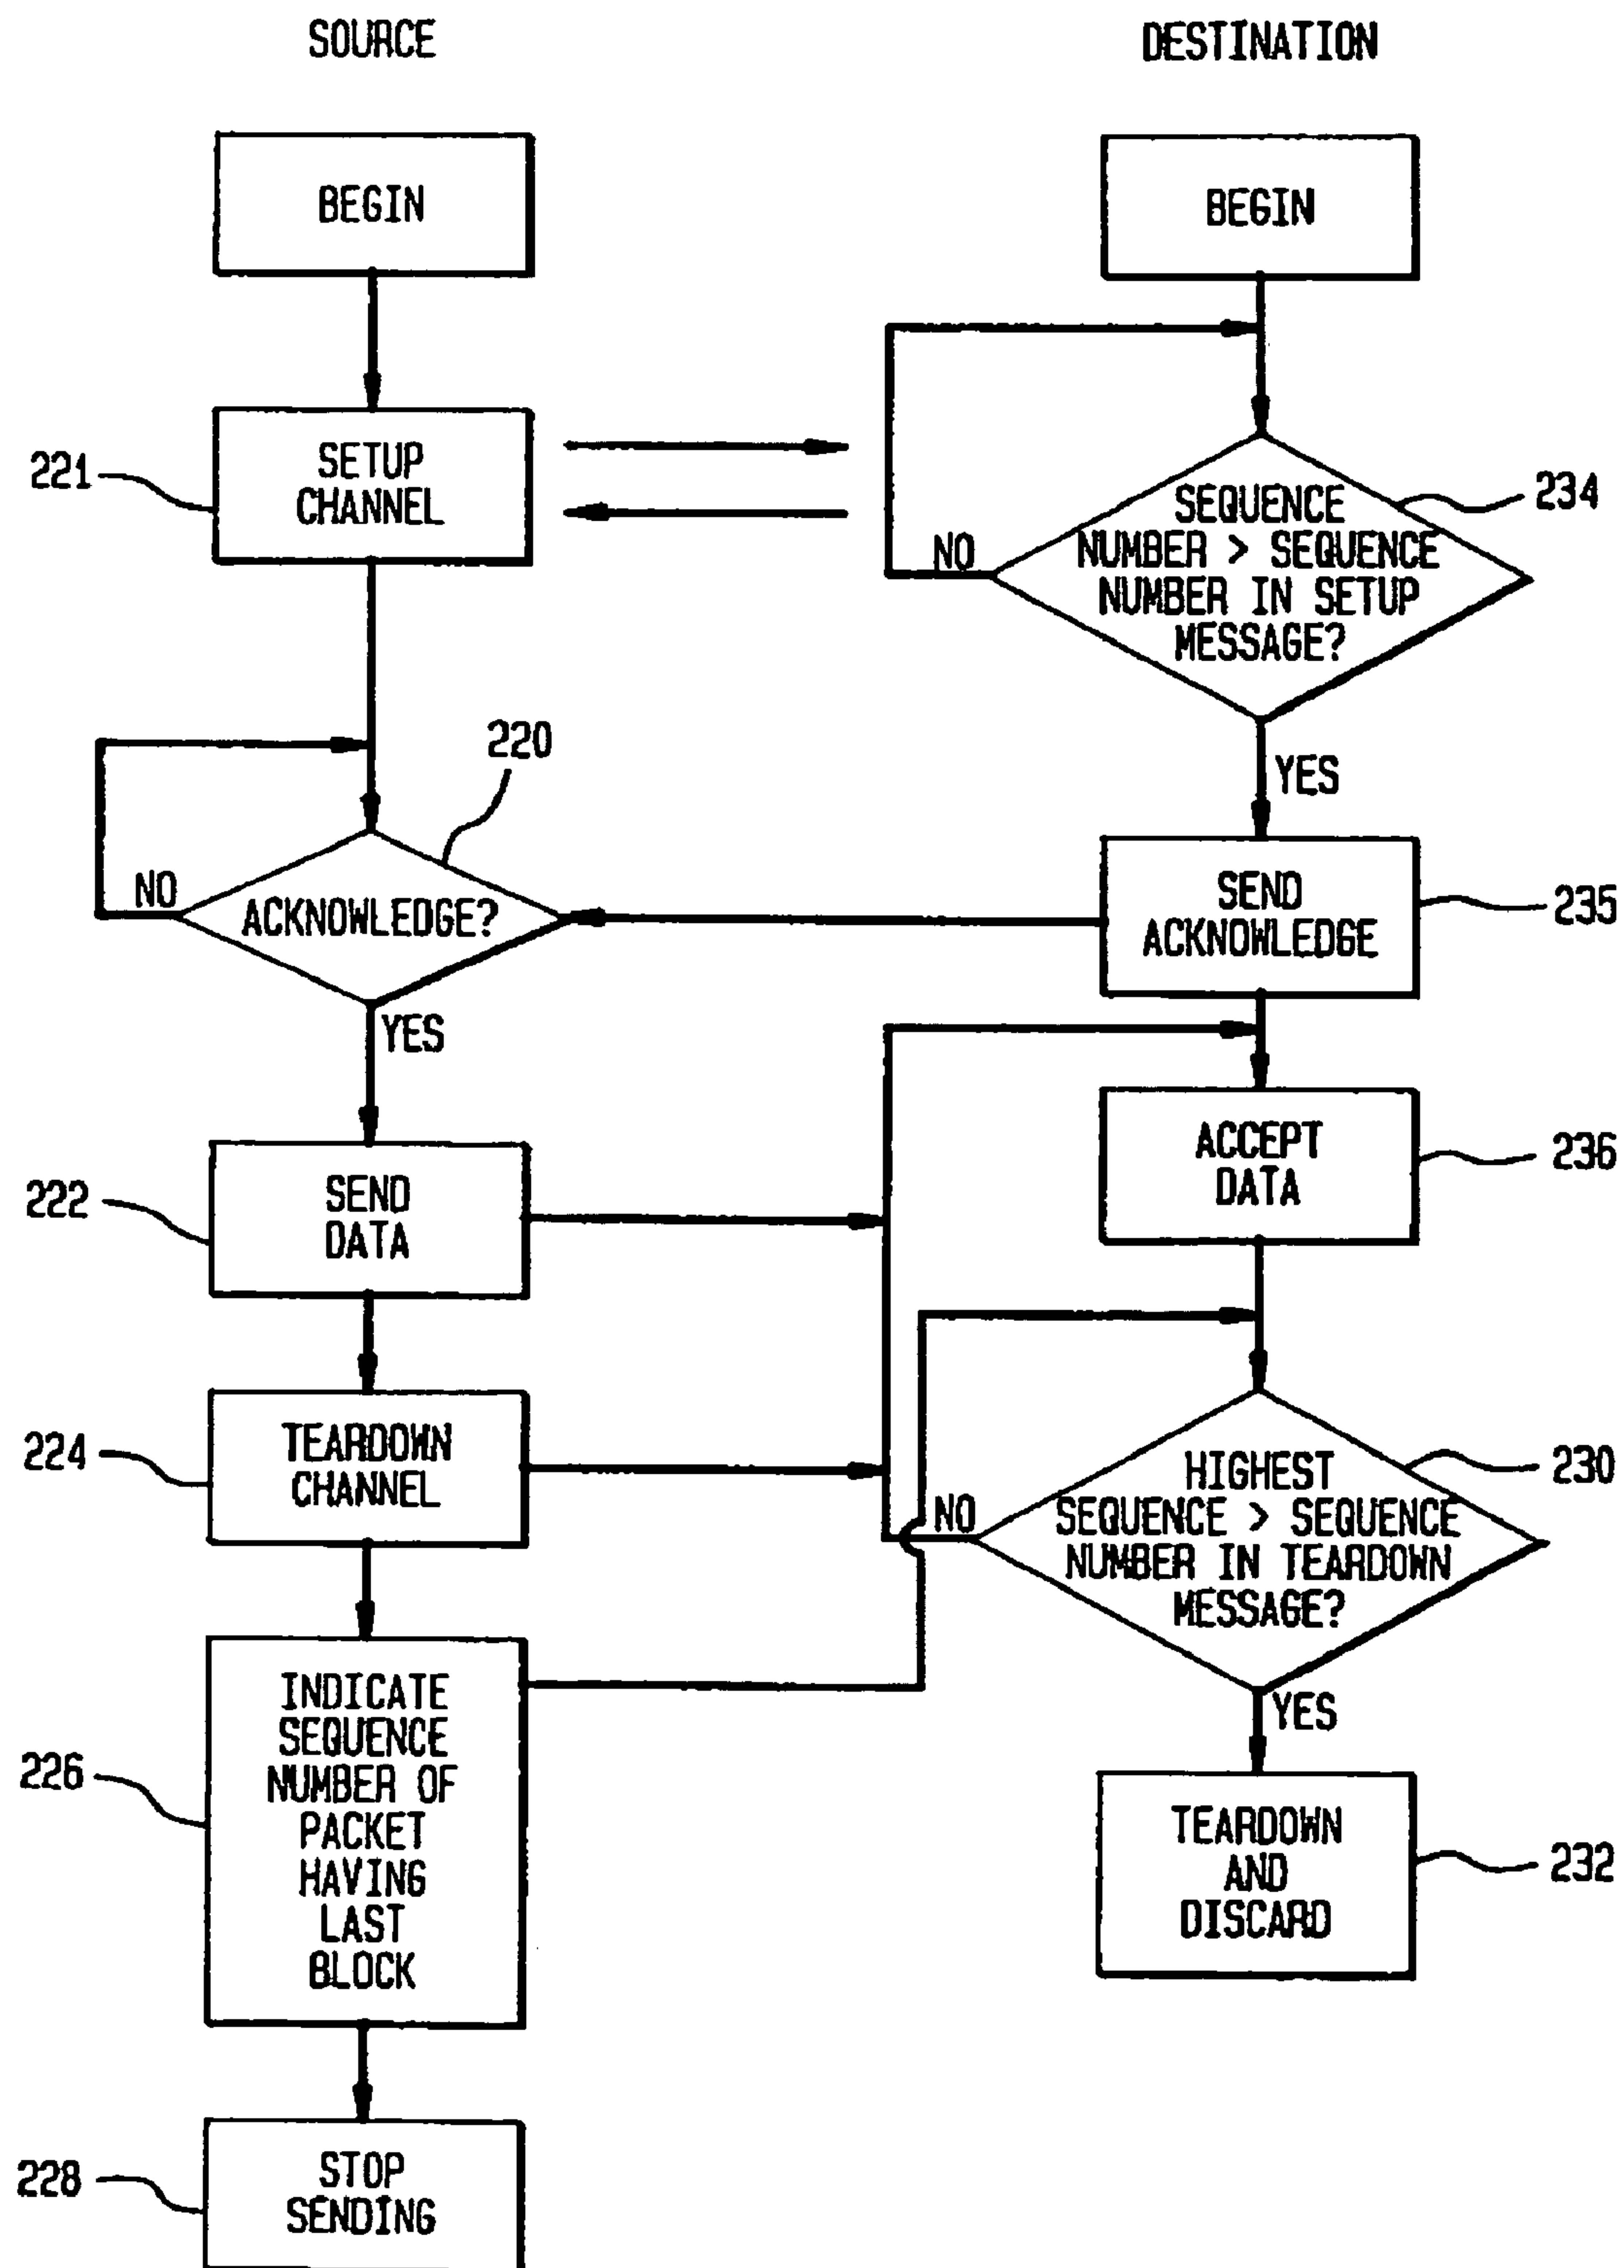 SOURCE
DESTINATION
BEGIN
BEGIN
221
SETUP
CHANNEL
234
SEQUENCE
NUMBER > SEQUENCE
NUMBER IN SETUP
MESSAGE?
NO
YES
220
NO
ACKNOWLEDGE?
YES
SEND
ACKNOWLEDGE
235
222
SEND
DATA
ACCEPT
DATA
236
224
TEARDOWN
CHANNEL
230
HIGHEST
SEQUENCE > SEQUENCE
NUMBER IN TEARDOWN
MESSAGE?
NO
YES
226
INDICATE
SEQUENCE
NUMBER OF
PACKET
HAVING
LAST
BLOCK
TEARDOWN
AND
DISCARD
232
228
STOP
SENDING